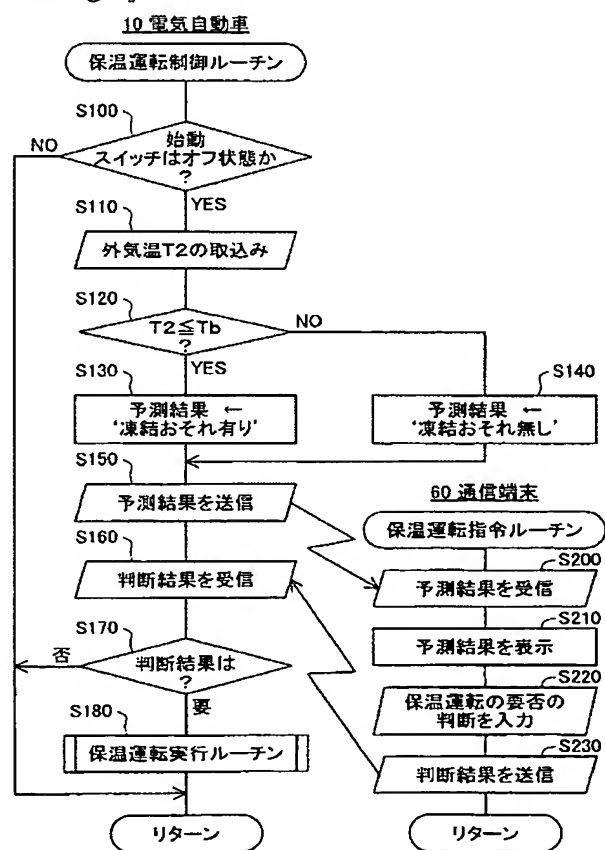 10 電気自動車
保温運転制御ルーチン
S100
NO
始動
スイッチはオフ状態か
?
YES
S110
外気温T2の取込み
S120
T2≦Tb
?
NO
YES
S130
予測結果 ←
'凍結おそれ有り'
S140
予測結果 ←
'凍結おそれ無し'
S150
予測結果を送信
S160
判断結果を受信
S170
否
判断結果は
?
要
S180
保温運転実行ルーチン
リターン
60 通信端末
保温運転指令ルーチン
S200
予測結果を受信
S210
予測結果を表示
S220
保温運転の要否の
判断を入力
S230
判断結果を送信
リターン